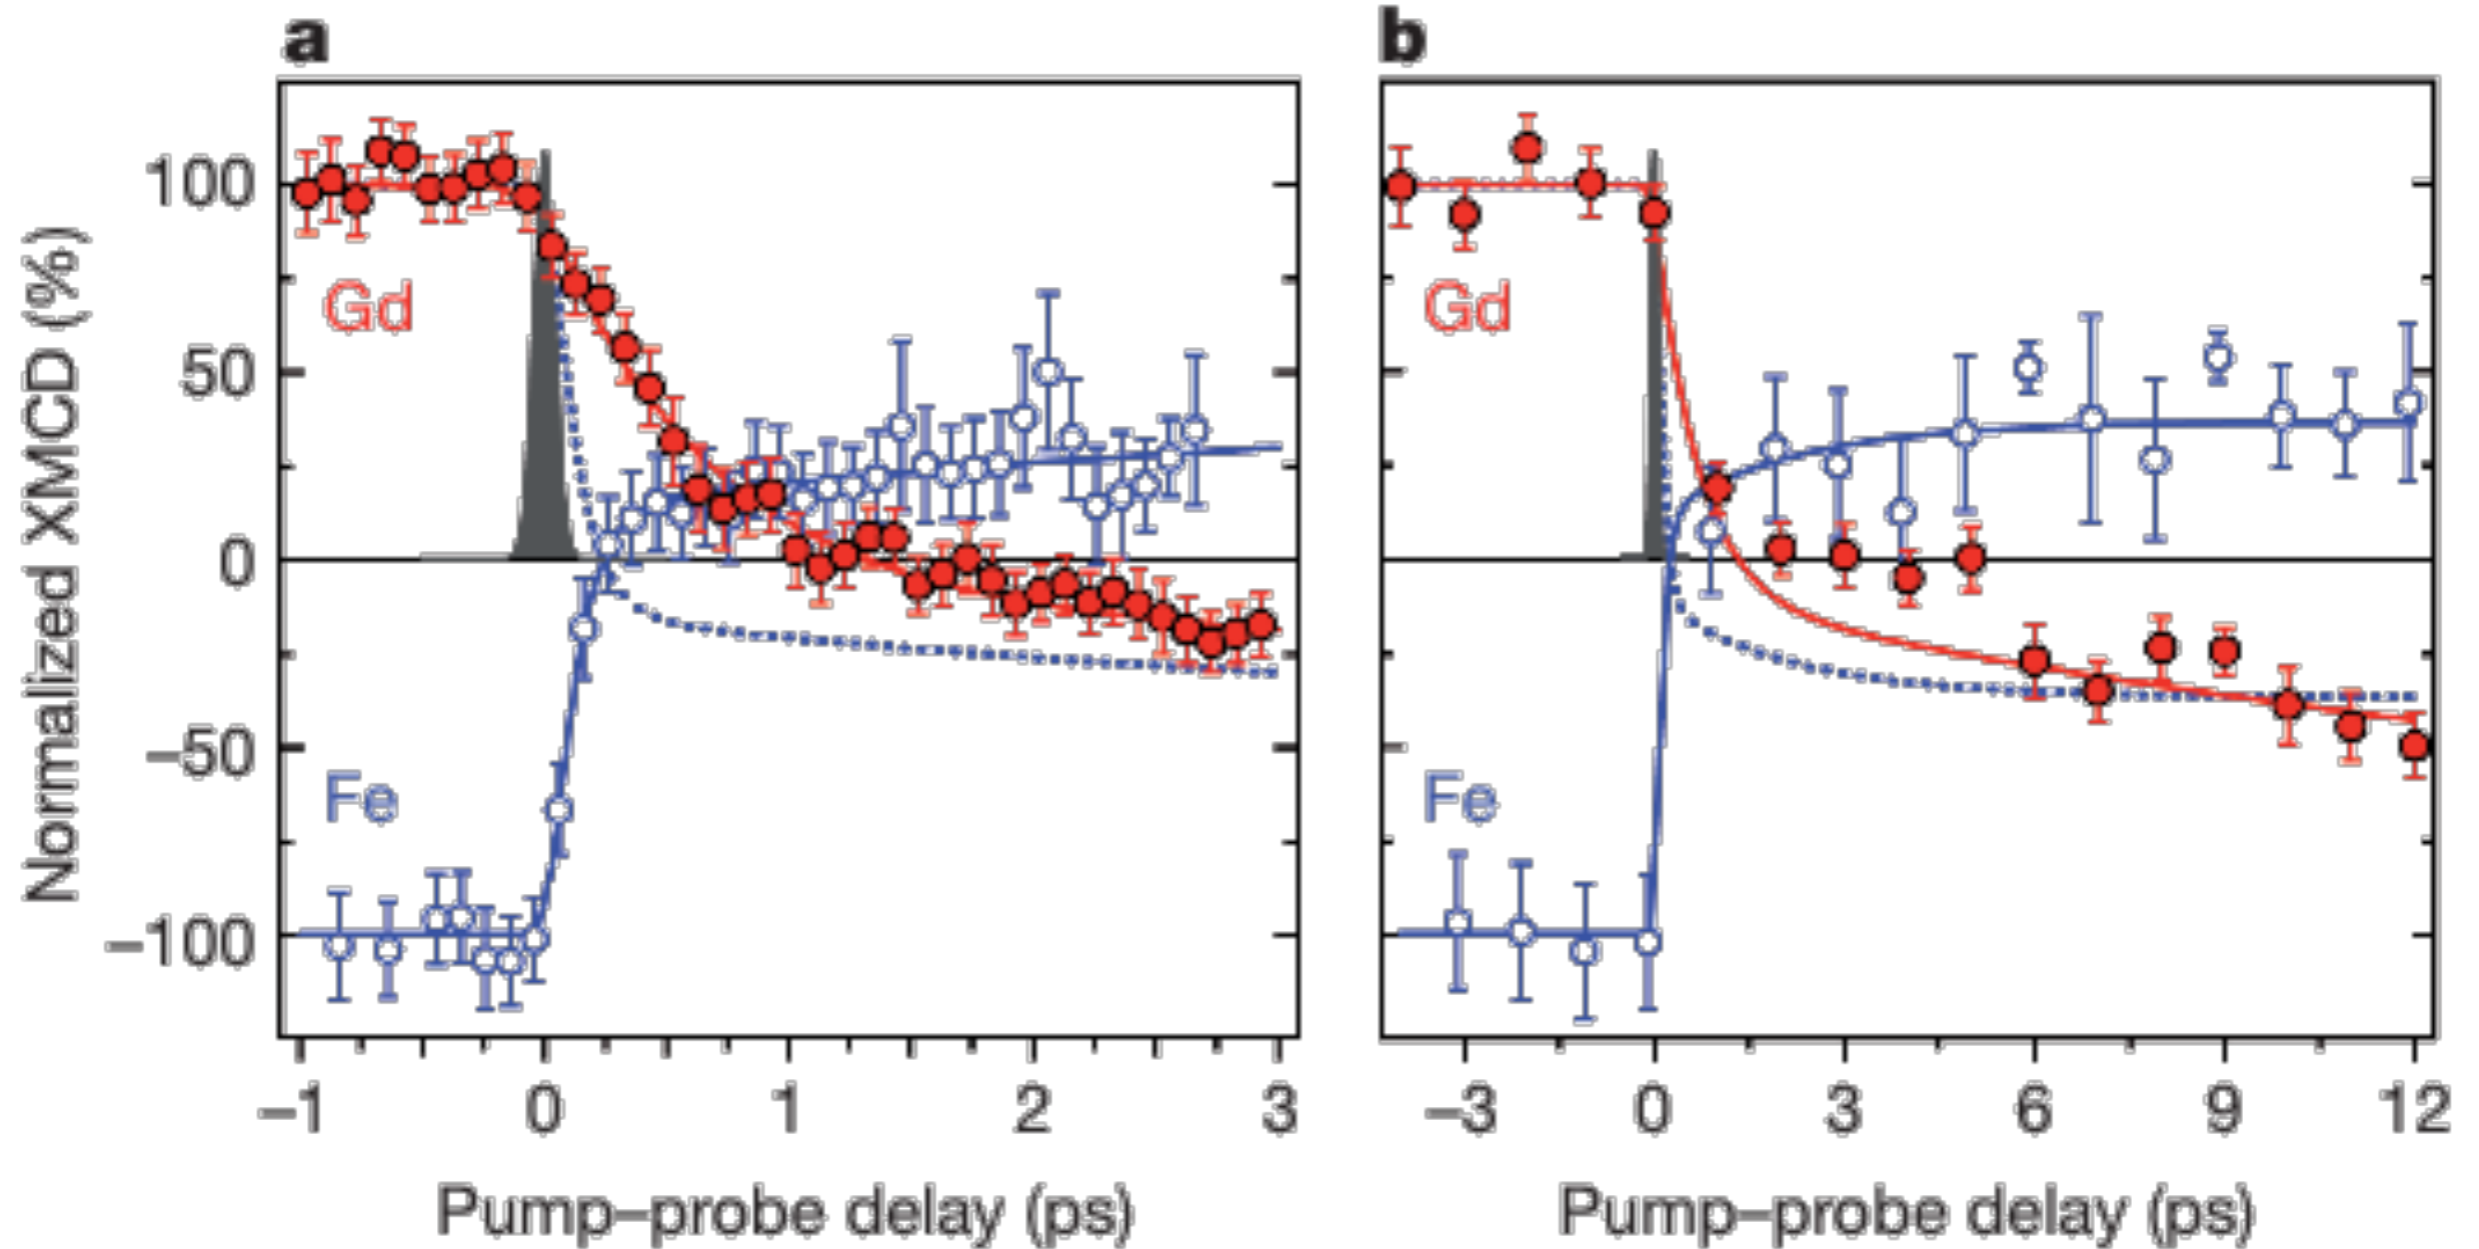 a
b
Normalized XMCD (%)
100
50
0
–50
–100
Gd
Fe
–1 0 1 2 3
Pump–probe delay (ps)
Gd
Fe
–3 0 3 6 9 12
Pump–probe delay (ps)